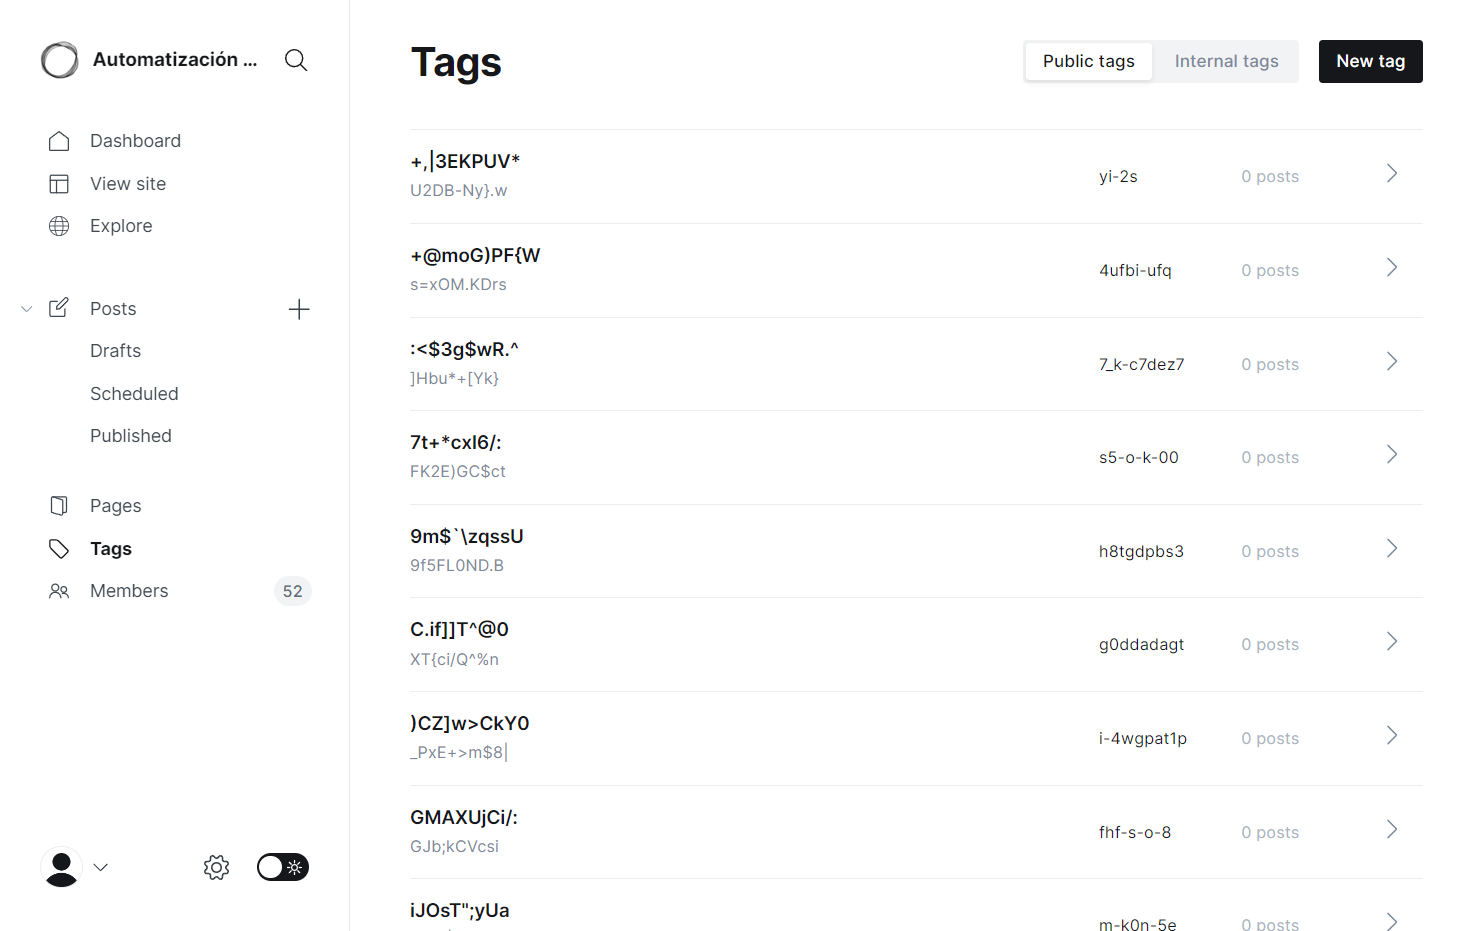 Automatización ...
Dashboard
View site
Explore
Posts
Drafts
Scheduled
Published
Pages
Tags
Members
52
Tags
Public tags
Internal tags
New tag
+,|3EKPUV*
U2DB-Ny}.w
yi-2s
0 posts
+@moG)PF{W
s=xOM.KDrs
4ufbi-ufq
0 posts
:<$3g$wR.^
]Hbu*+[Yk}
7_k-c7dez7
0 posts
7t+*cxI6/:
FK2E)GC$ct
s5-o-k-00
0 posts
9m$`\zqssU
9f5FL0ND.B
h8tgdpbs3
0 posts
C.if]]T^@0
XT{ci/Q^%n
g0ddadagt
0 posts
)CZ]w>CkY0
_PxE+>m$8|
i-4wgpat1p
0 posts
GMAXUjCi/:
GJb;kCVcsi
fhf-s-o-8
0 posts
iJOsT";yUa
m-k0n-5e
0 posts